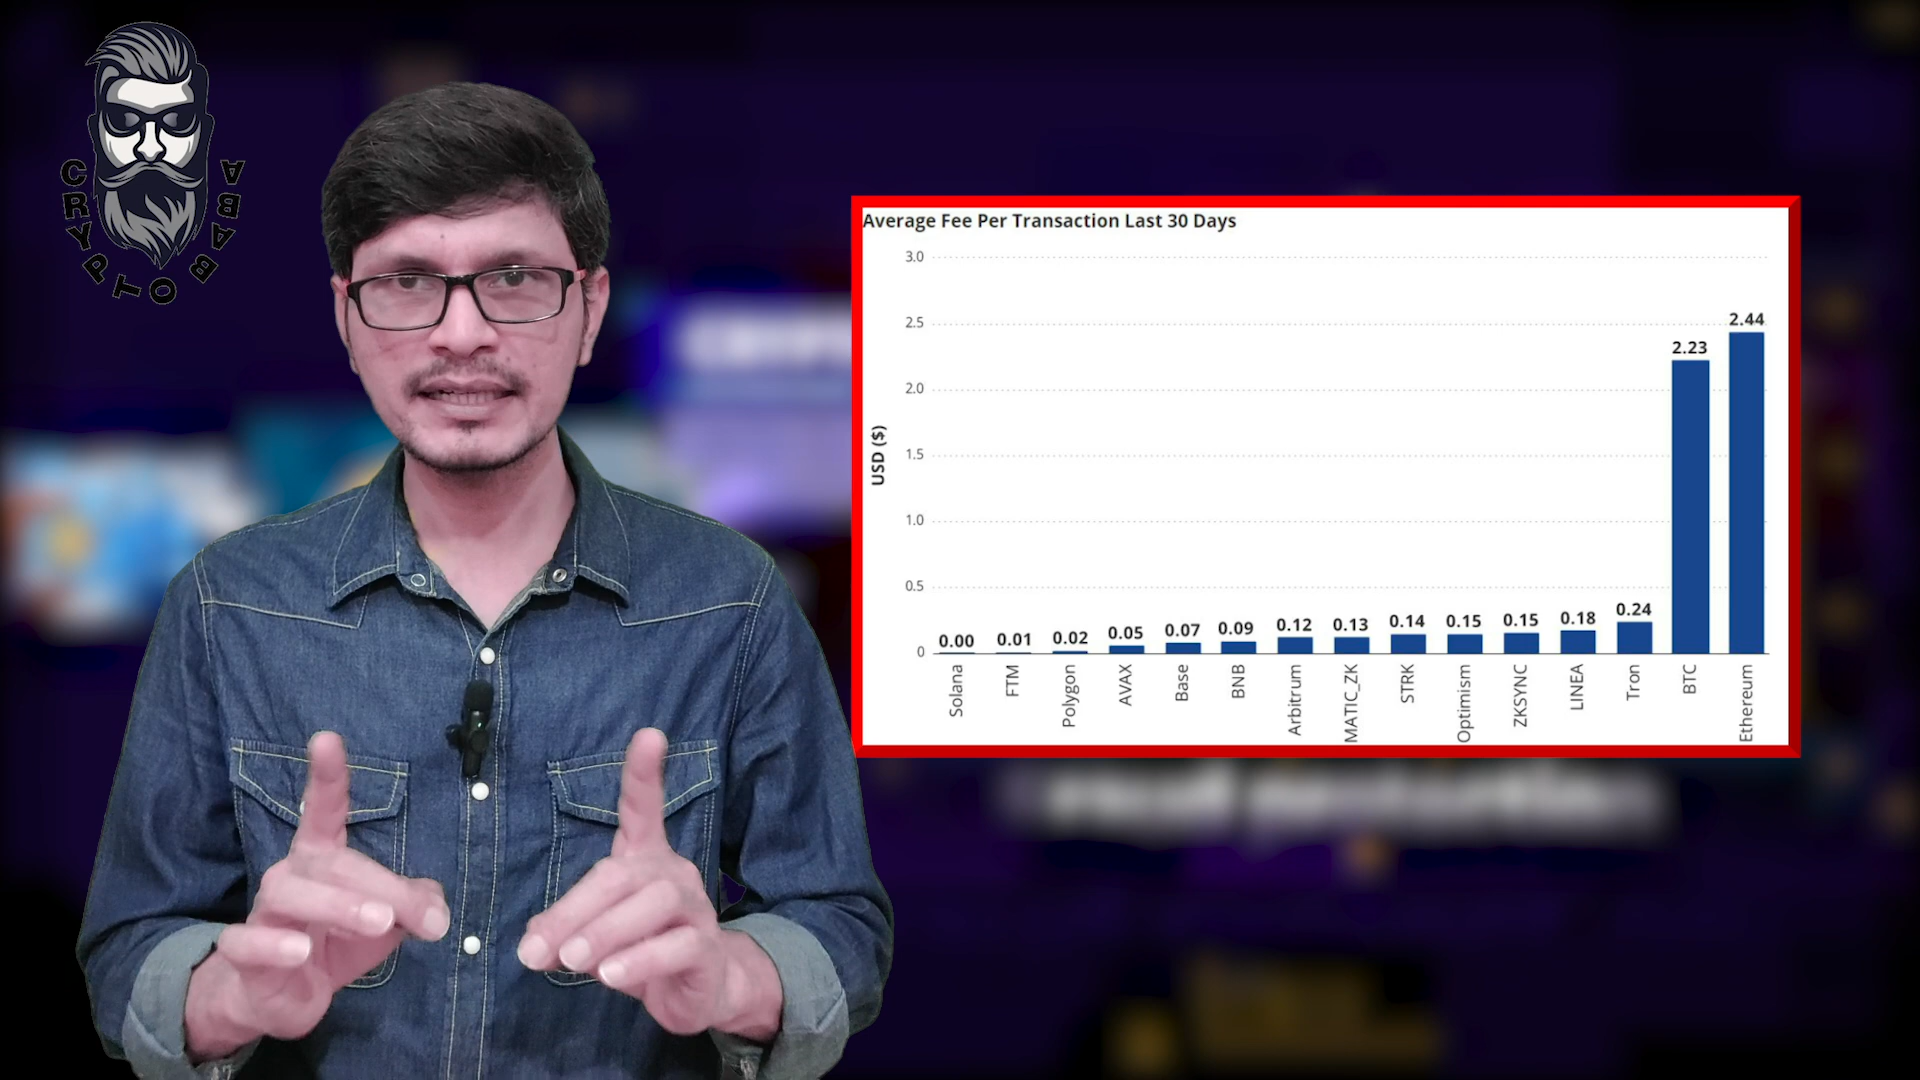 CRYPTO BABA
Average Fee Per Transaction Last 30 Days
3.0
2.5
2.0
1.5
1.0
0.5
0
USD ($)
0.00
0.01
0.02
0.05
0.07
0.09
0.12
0.13
0.14
0.15
0.15
0.18
0.24
2.23
2.44
Solana
FTM
Polygon
AVAX
Base
BNB
Arbitrum
MATIC_ZK
STRK
Optimism
ZKSYNC
LINEA
Tron
BTC
Ethereum